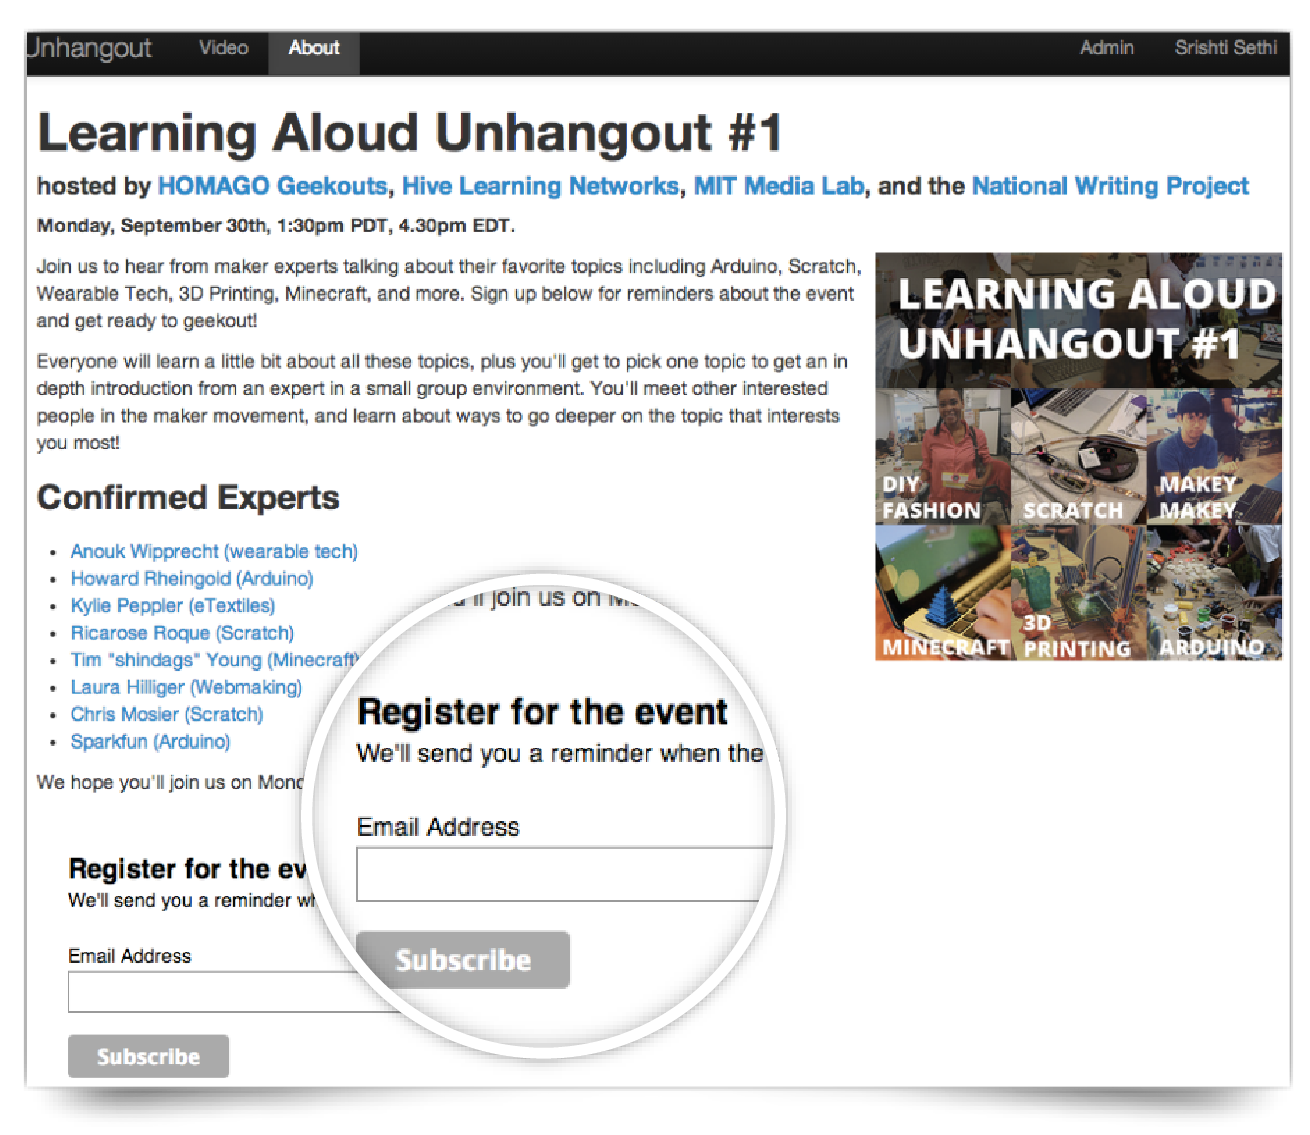 Unhangout Video About Admin Srishti Sethi
Learning Aloud Unhangout #1
hosted by HOMAGO Geekouts, Hive Learning Networks, MIT Media Lab, and the National Writing Project
Monday, September 30th, 1:30pm PDT, 4.30pm EDT.
Join us to hear from maker experts talking about their favorite topics including Arduino, Scratch,
Wearable Tech, 3D Printing, Minecraft, and more. Sign up below for reminders about the event
and get ready to geekout!
Everyone will learn a little bit about all these topics, plus you'll get to pick one topic to get an in
depth introduction from an expert in a small group environment. You'll meet other interested
people in the maker movement, and learn about ways to go deeper on the topic that interests
you most!
LEARNING ALOUD
UNHANGOUT #1
DIY
FASHION
SCRATCH
MAKEY
MAKEY
MINECRAFT
3D
PRINTING
ARDUINO
Confirmed Experts
• Anouk Wipprecht (wearable tech)
• Howard Rheingold (Arduino)
• Kylie Peppler (eTextiles)
• Ricarose Roque (Scratch)
• Tim "shindags" Young (Minecraft)
• Laura Hilliger (Webmaking)
• Chris Mosier (Scratch)
• Sparkfun (Arduino)
We hope you'll join us on Mond
Register for the ev
We'll send you a reminder wh
Email Address
Subscribe
join us on Mo
Register for the event
We'll send you a reminder when the
Email Address
Subscribe